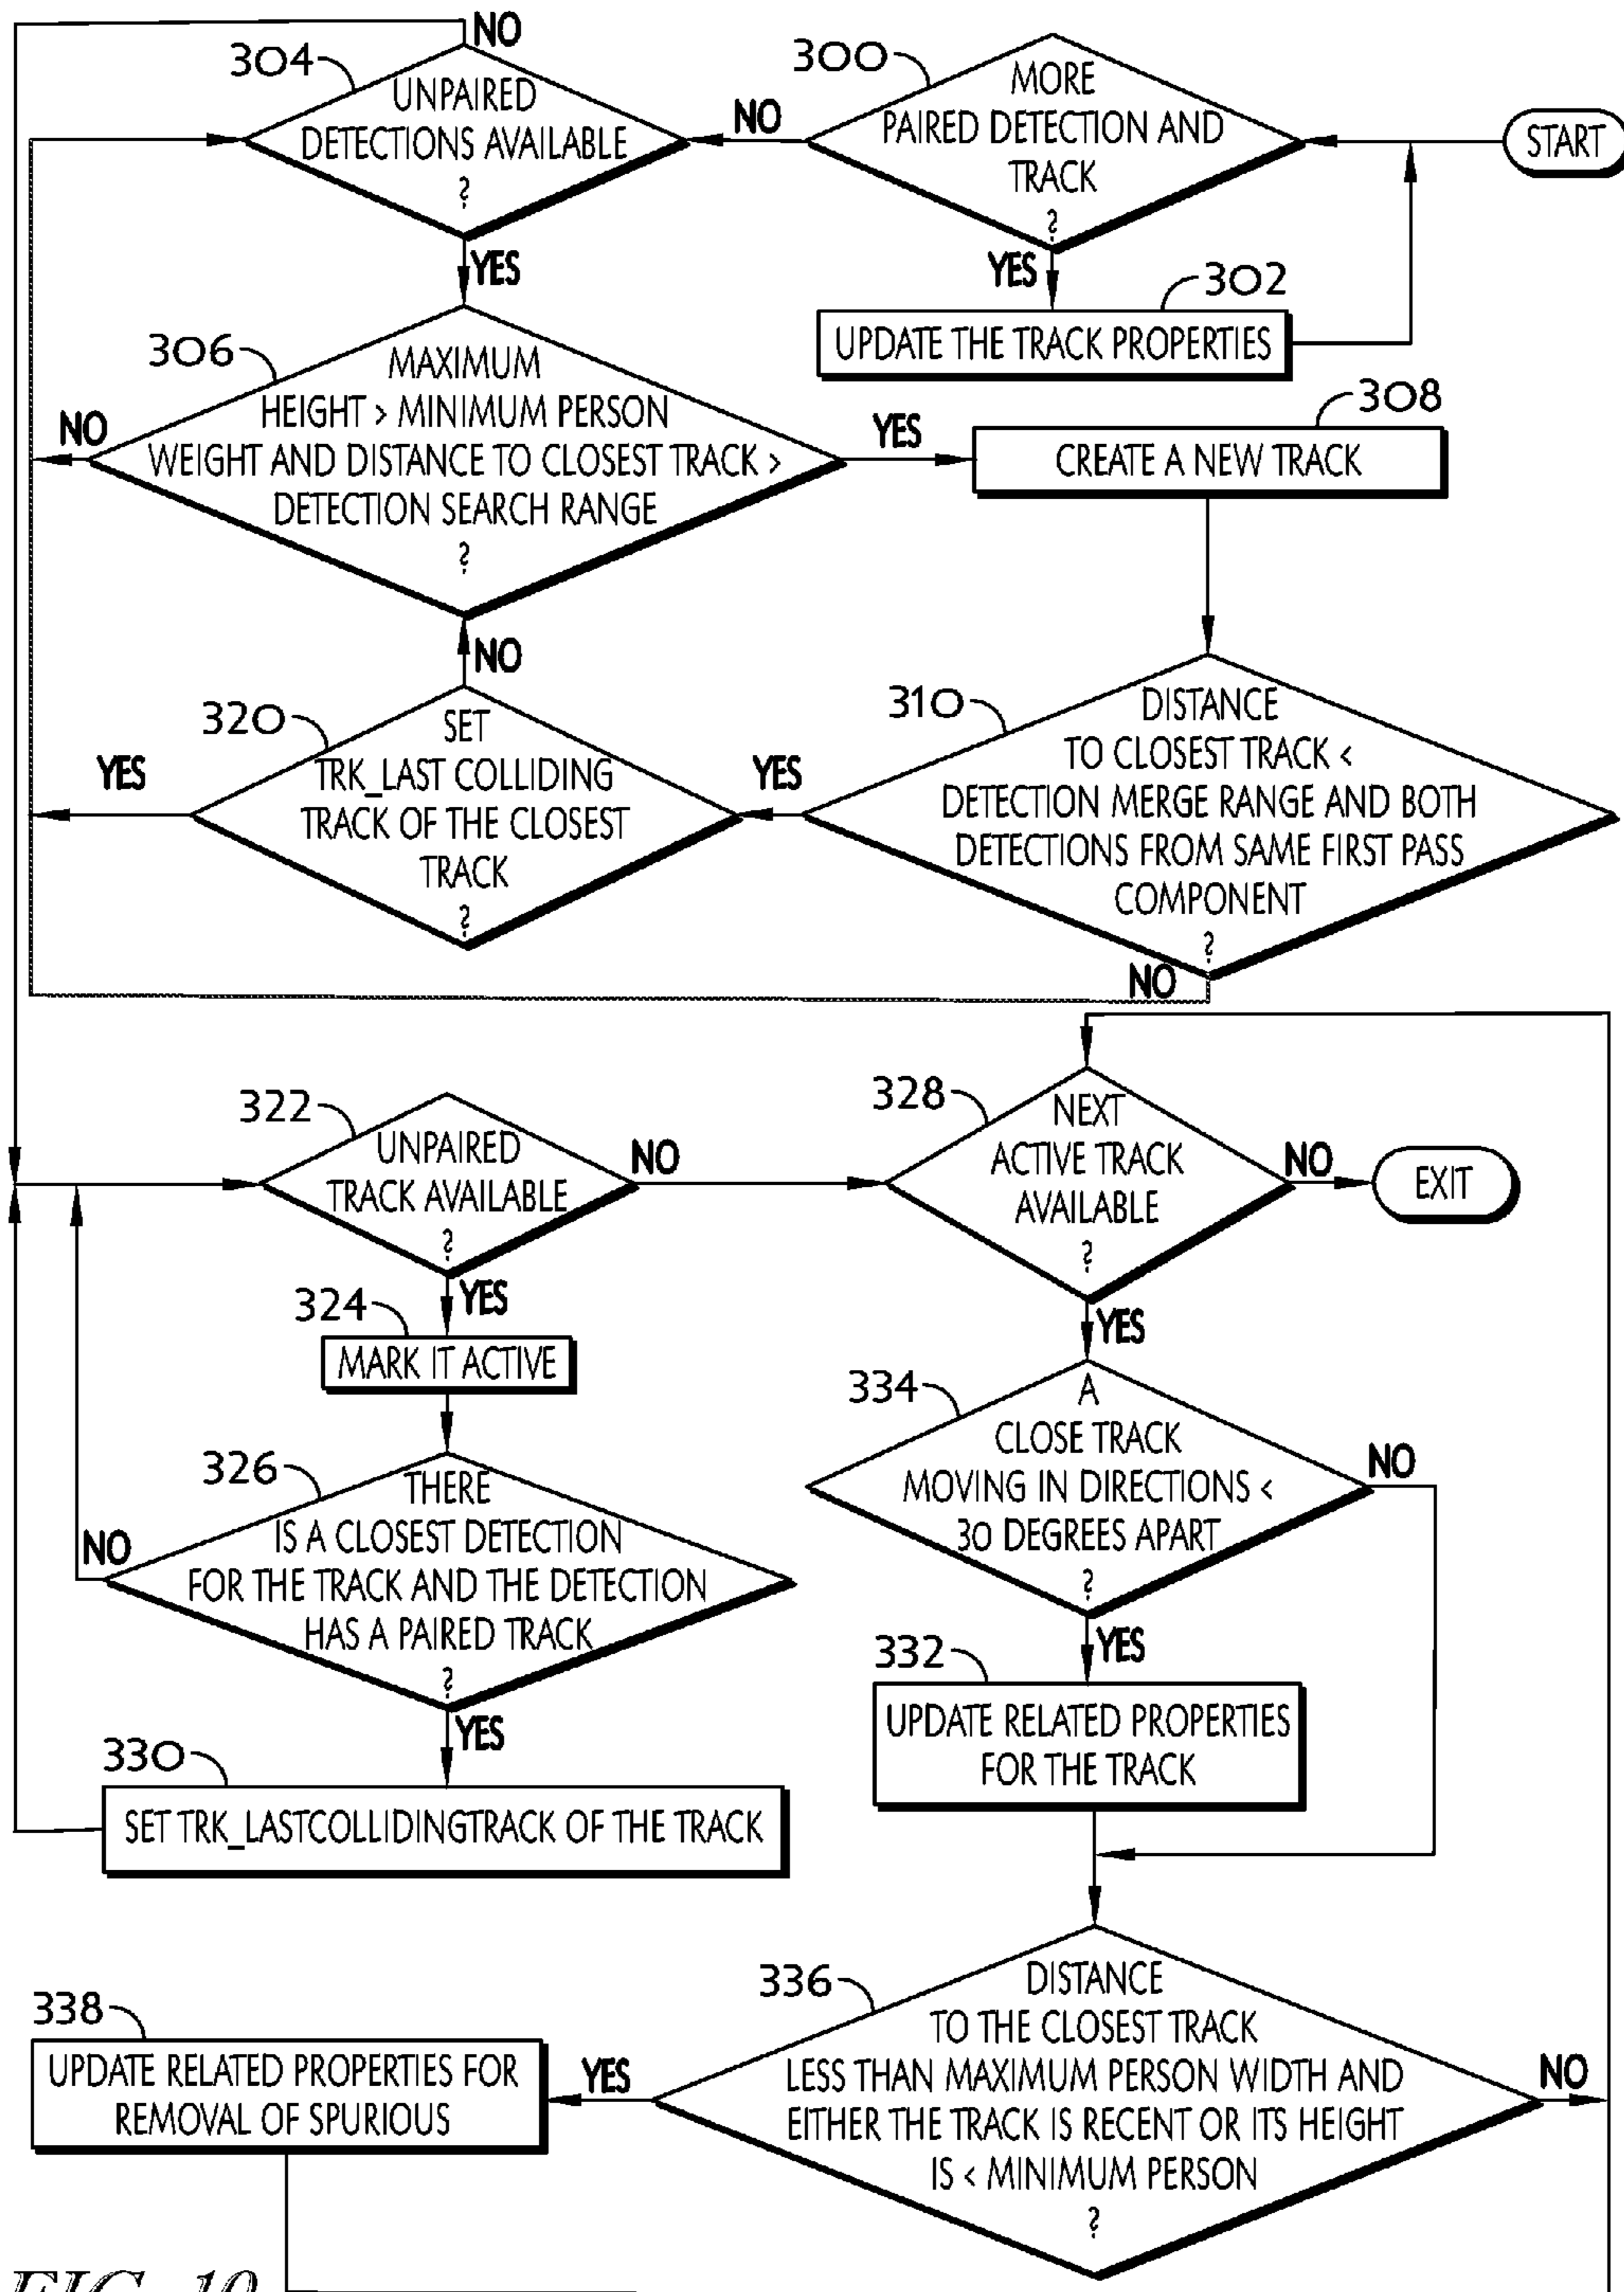 NO
304
UNPAIRED
DETECTIONS AVAILABLE
?
YES
300
MORE
PAIRED DETECTION AND
TRACK
?
NO
YES
START
302
UPDATE THE TRACK PROPERTIES
306
MAXIMUM
HEIGHT > MINIMUM PERSON
WEIGHT AND DISTANCE TO CLOSEST TRACK >
DETECTION SEARCH RANGE
?
NO
YES
308
CREATE A NEW TRACK
NO
320
SET
TRK_LAST COLLIDING
TRACK OF THE CLOSEST
TRACK
?
YES
YES
310
DISTANCE
TO CLOSEST TRACK <
DETECTION MERGE RANGE AND BOTH
DETECTIONS FROM SAME FIRST PASS
COMPONENT
?
NO
322
UNPAIRED
TRACK AVAILABLE
?
NO
YES
328
NEXT
ACTIVE TRACK
AVAILABLE
?
NO
EXIT
YES
324
MARK IT ACTIVE
326
THERE
IS A CLOSEST DETECTION
FOR THE TRACK AND THE DETECTION
HAS A PAIRED TRACK
?
NO
YES
330
SET TRK_LASTCOLLIDINGTRACK OF THE TRACK
334
A
CLOSE TRACK
MOVING IN DIRECTIONS <
30 DEGREES APART
?
NO
YES
332
UPDATE RELATED PROPERTIES
FOR THE TRACK
336
DISTANCE
TO THE CLOSEST TRACK
LESS THAN MAXIMUM PERSON WIDTH AND
EITHER THE TRACK IS RECENT OR ITS HEIGHT
IS < MINIMUM PERSON
?
NO
YES
338
UPDATE RELATED PROPERTIES FOR
REMOVAL OF SPURIOUS
FIG. 10